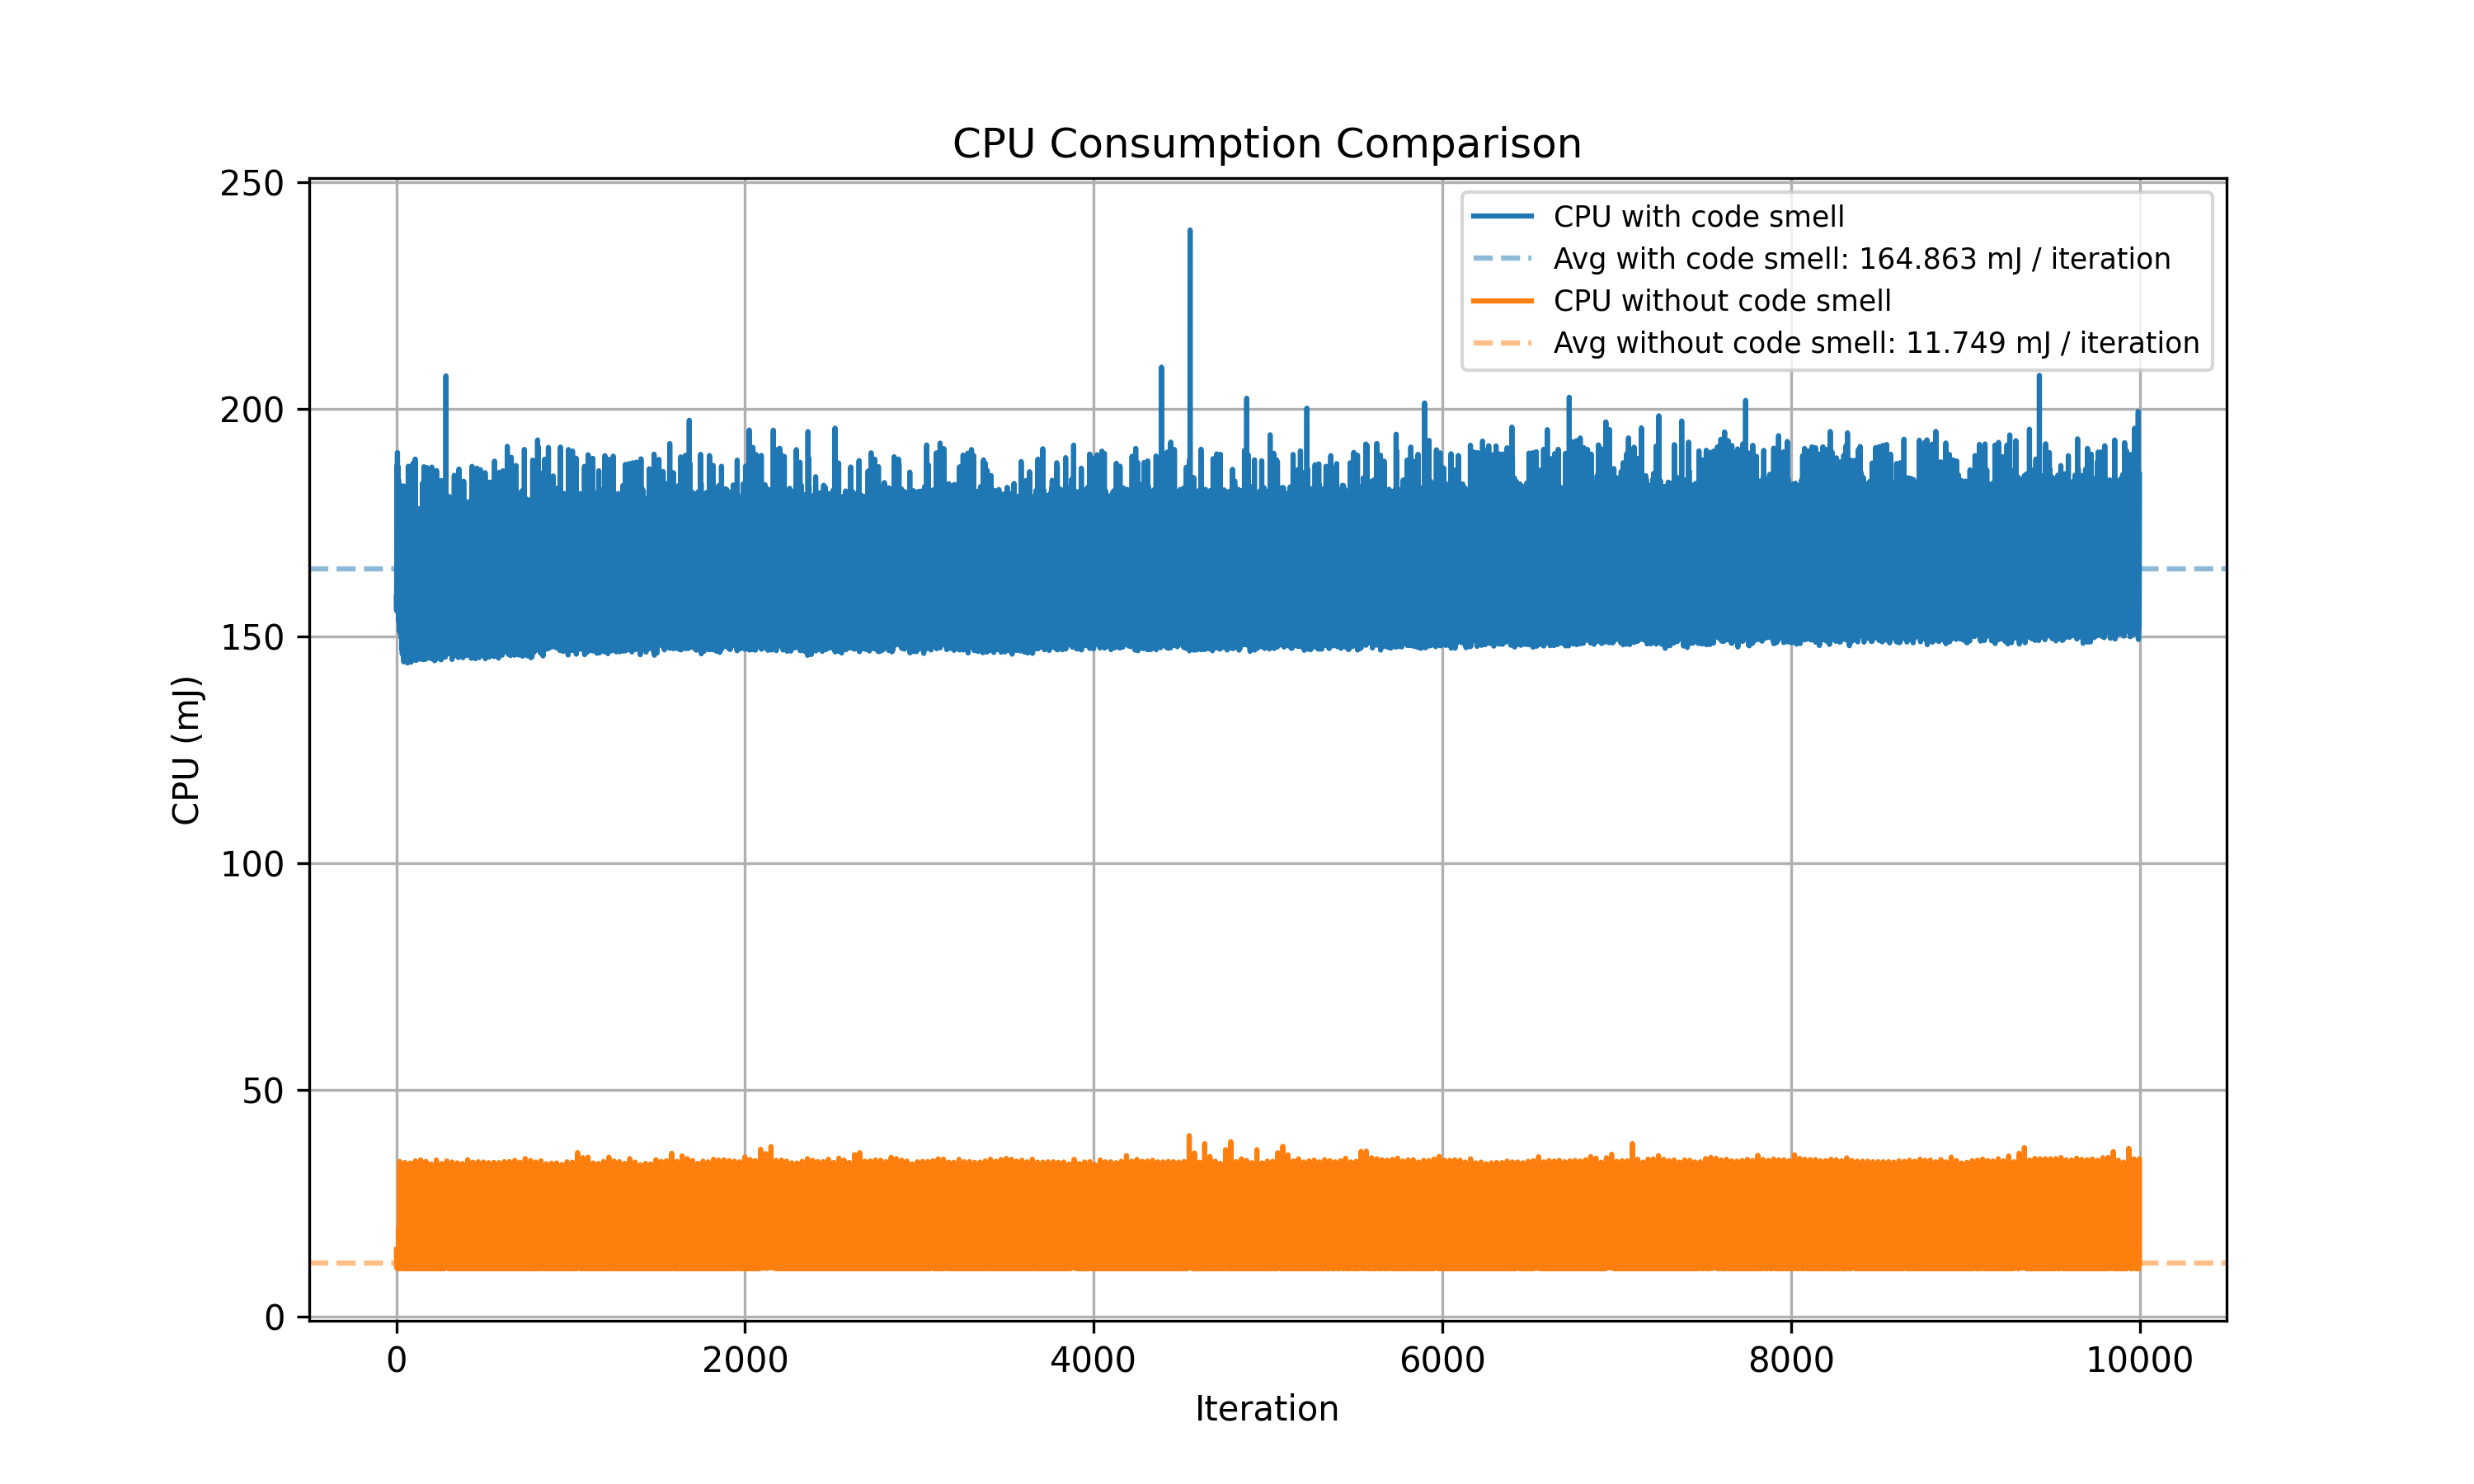 CPU Consumption Comparison
250
200
150
100
50
0
CPU (mJ)
CPU with code smell
Avg with code smell: 164.863 mJ / iteration
CPU without code smell
Avg without code smell: 11.749 mJ / iteration
0 2000 4000 6000 8000 10000
Iteration